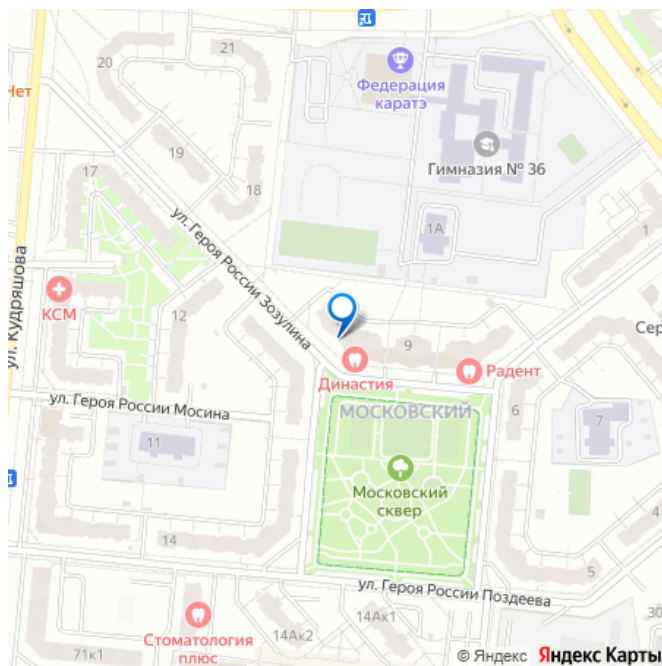 21
20
Нет
Федерация
каратэ
19
Гимназия № 36
17
18
ул. Героя России Зозулина
1А
1
ул. Кудряшова
КСМ
12
9
Сер
Династия
Радент
ул. Героя России Мосина
МОСКОВСКИЙ
6
7
11
Московский
сквер
14
4
5
ул. Героя России Поздеева
Стоматология
плюс
14Ак1
14Ак2
30
71к1
© Яндекс Яндекс Карты